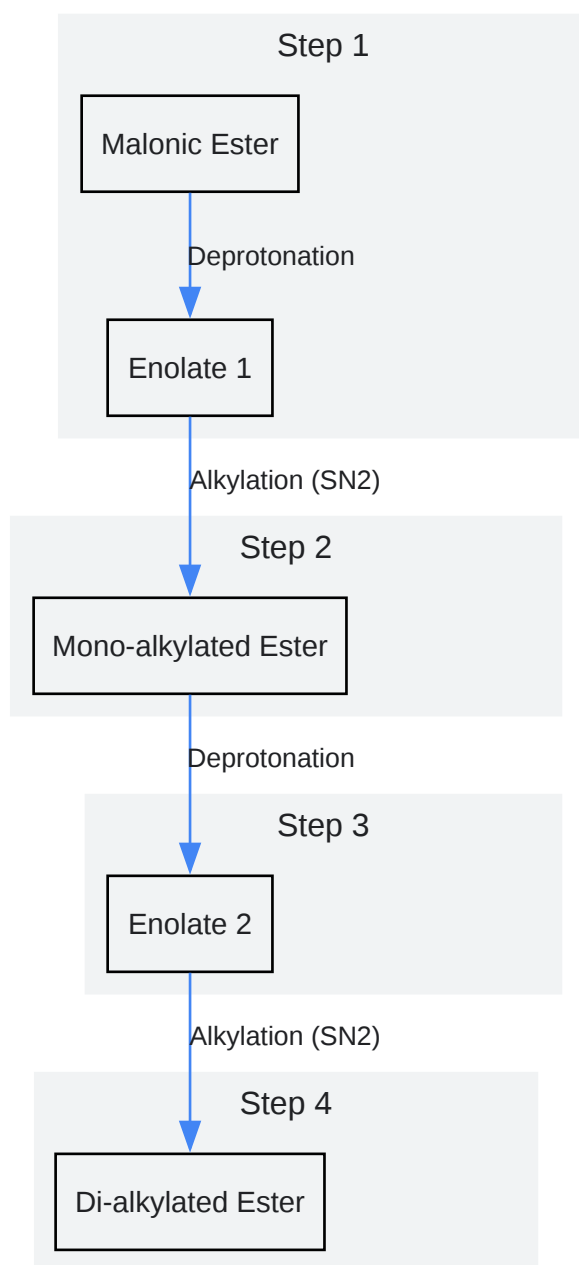 Step 1
Malonic Ester
Deprotonation
Enolate 1
Alkylation (SN2)
Step 2
Mono-alkylated Ester
Deprotonation
Step 3
Enolate 2
Alkylation (SN2)
Step 4
Di-alkylated Ester